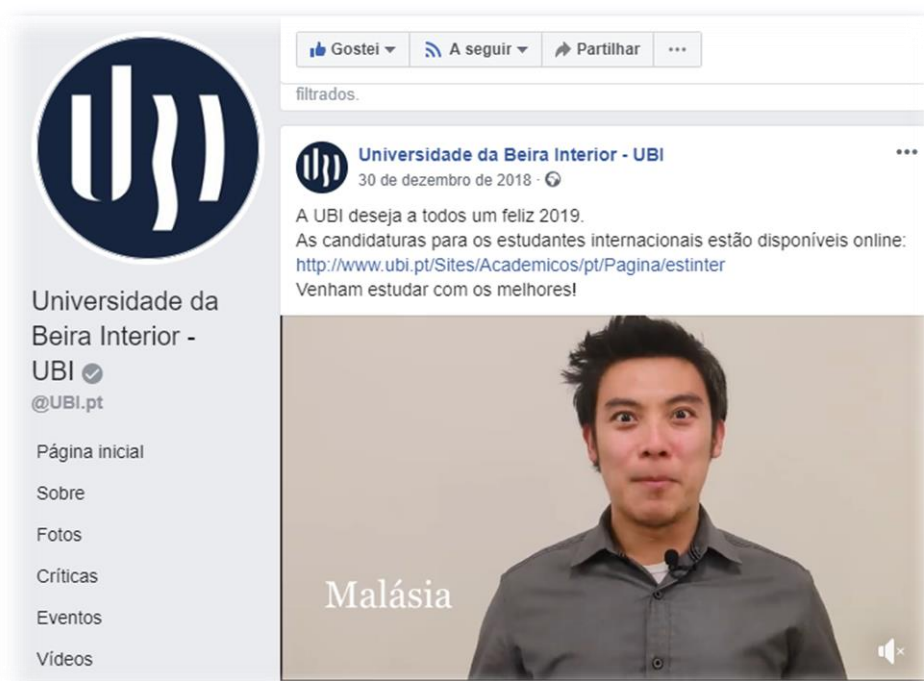 Gostei
A seguir
Partilhar
filtrados.
UBI
Universidade da
Beira Interior -
UBI
@UBI.pt
Página inicial
Sobre
Fotos
Críticas
Eventos
Vídeos
UBI
Universidade da Beira Interior - UBI
30 de dezembro de 2018 ·
A UBI deseja a todos um feliz 2019.
As candidaturas para os estudantes internacionais estão disponíveis online:
http://www.ubi.pt/Sites/Academicos/pt/Pagina/estinter
Venham estudar com os melhores!
Malásia